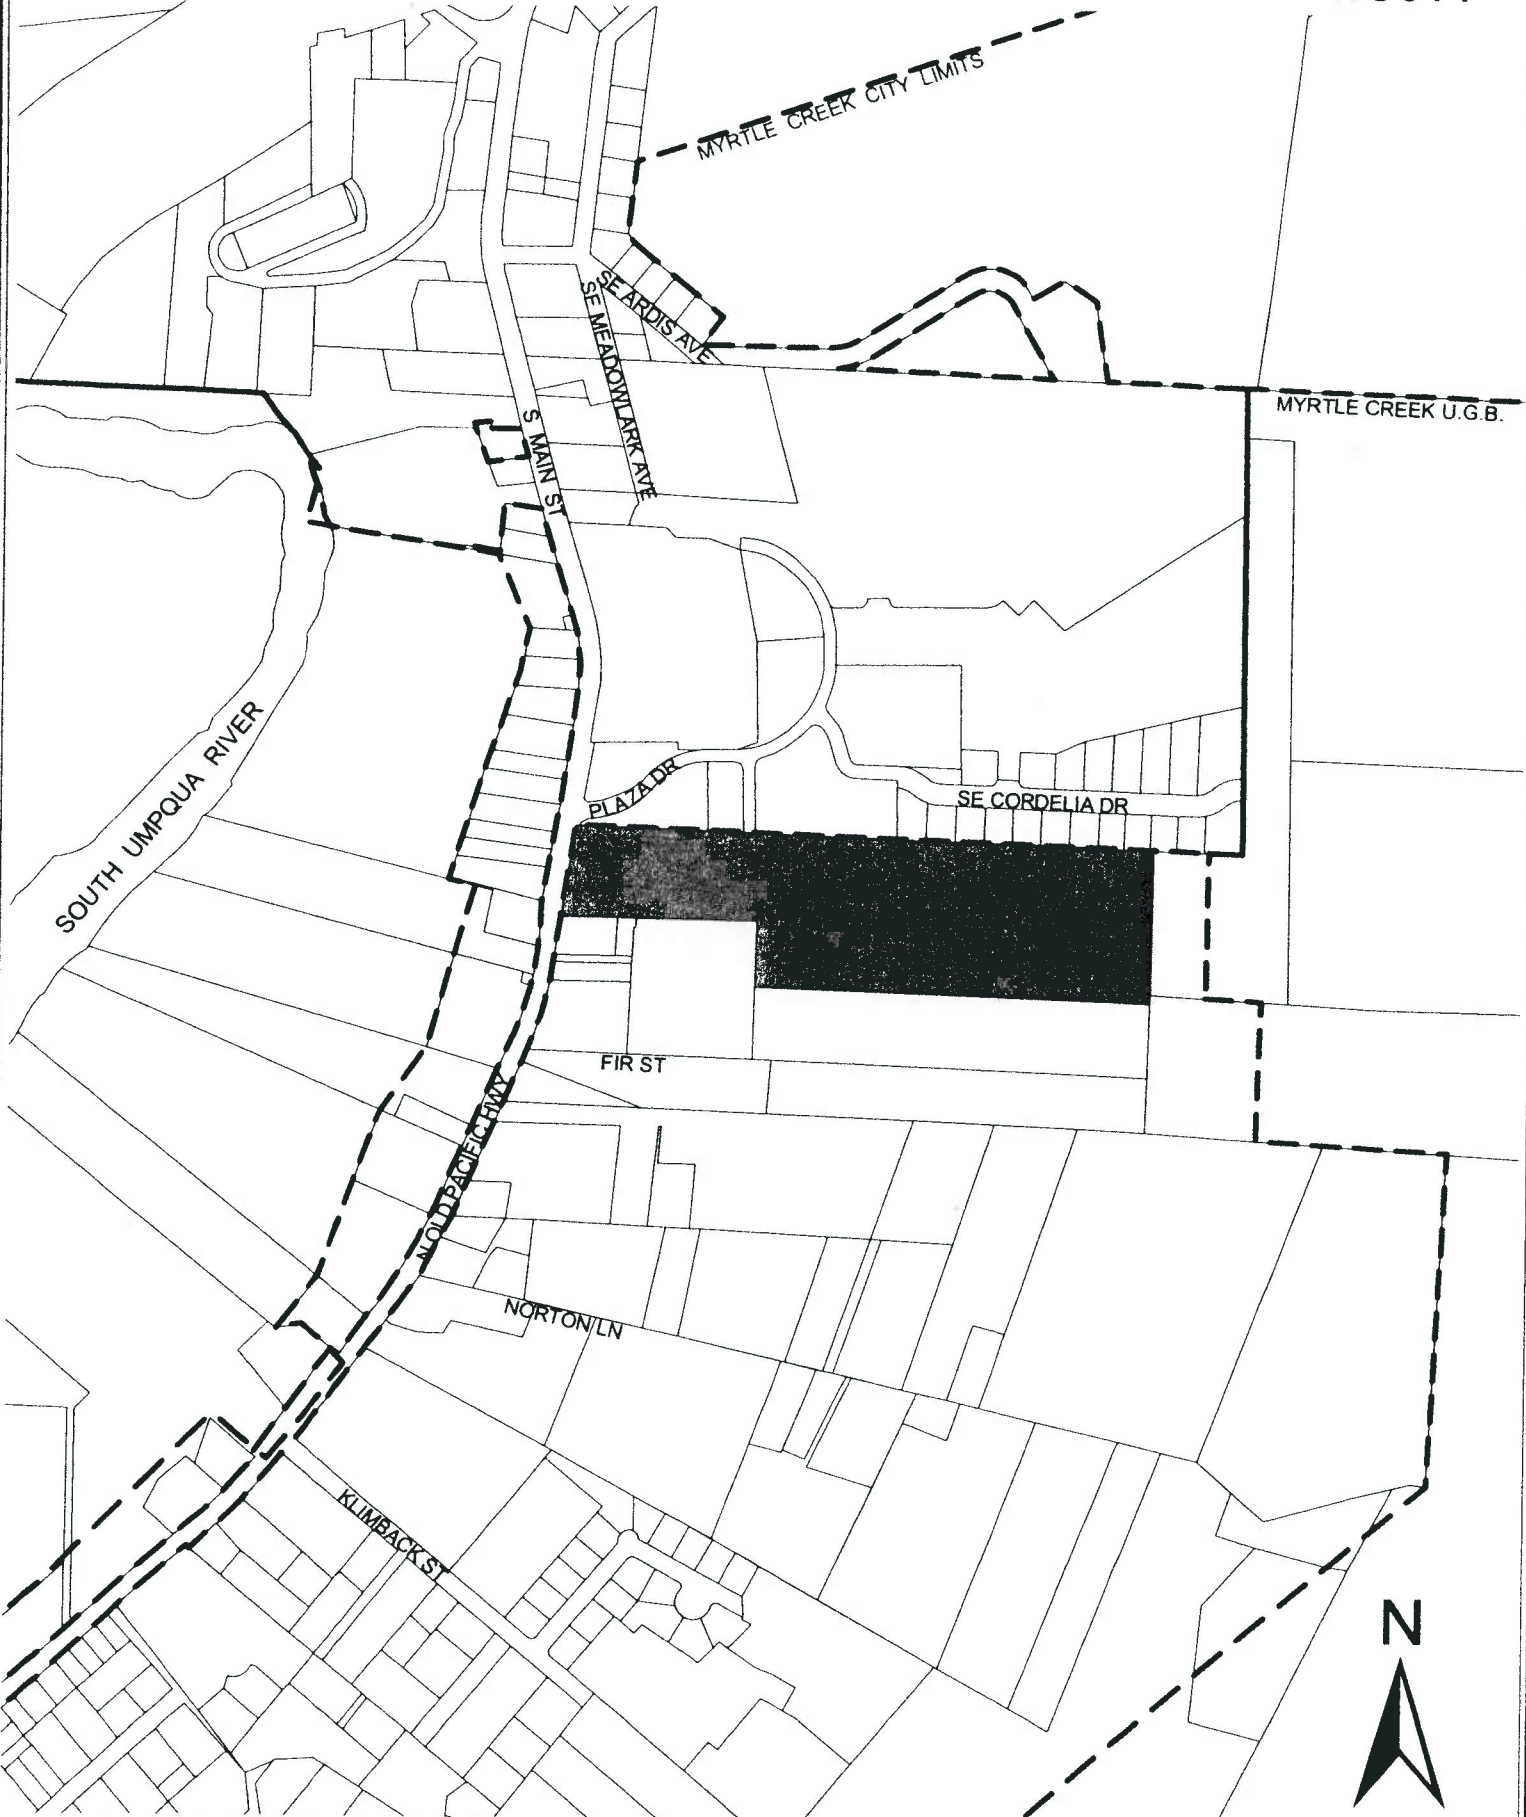 MYRTLE CREEK CITY LIMITS
SE ARDIS AVE
SE MEADOWLARK AVE
MYRTLE CREEK U.G.B.
S MAIN ST
SOUTH UMPQUA RIVER
PLAZA DR
SE CORDELIA DR
FIR ST
N OLD PACIFIC HWY
NORTON LN
KLIMBACK ST
N